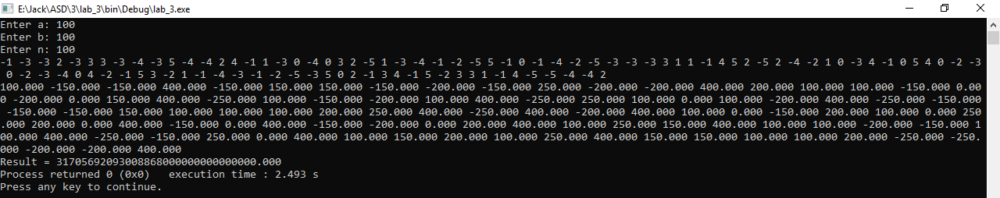 E:\Jack\ASD\3\lab_3\bin\Debug\lab_3.exe
Enter a: 100
Enter b: 100
Enter n: 100
-1 -3 -3 2 -3 3 3 -3 -4 -3 5 -4 -4 2 4 -1 1 -3 0 -4 0 3 2 -5 1 -3 -4 -1 -2 -5 5 -1 0 -1 -4 -2 -5 -3 -3 -3 3 1 1 -1 4 5 2 -5 2 -4 -2 1 0 -3 4 -1 0 5 4 0 -2 -3
 0 -2 -3 -4 0 4 -2 -1 5 3 -2 1 -1 -4 -3 -1 -2 -5 -3 5 0 2 -1 3 4 -1 5 -2 3 3 1 -1 4 -5 -5 -4 -4 2
100.000 -150.000 -150.000 400.000 -150.000 150.000 150.000 -150.000 -200.000 -150.000 250.000 -200.000 -200.000 400.000 200.000 100.000 100.000 -150.000 0.00
0 -200.000 0.000 150.000 400.000 -250.000 100.000 -150.000 -200.000 100.000 400.000 -250.000 250.000 100.000 0.000 100.000 -200.000 400.000 -250.000 -150.000
 -150.000 -150.000 150.000 100.000 100.000 100.000 200.000 250.000 400.000 -250.000 400.000 -200.000 400.000 100.000 0.000 -150.000 200.000 100.000 0.000 250
.000 200.000 0.000 400.000 -150.000 0.000 400.000 -150.000 -200.000 0.000 200.000 400.000 100.000 250.000 150.000 400.000 100.000 100.000 -200.000 -150.000 1
00.000 400.000 -250.000 -150.000 250.000 0.000 400.000 100.000 150.000 200.000 100.000 250.000 400.000 150.000 150.000 100.000 100.000 200.000 -250.000 -250.
000 -200.000 -200.000 400.000
Result = 317056920930088680000000000000000.000
Process returned 0 (0x0)   execution time : 2.493 s
Press any key to continue.